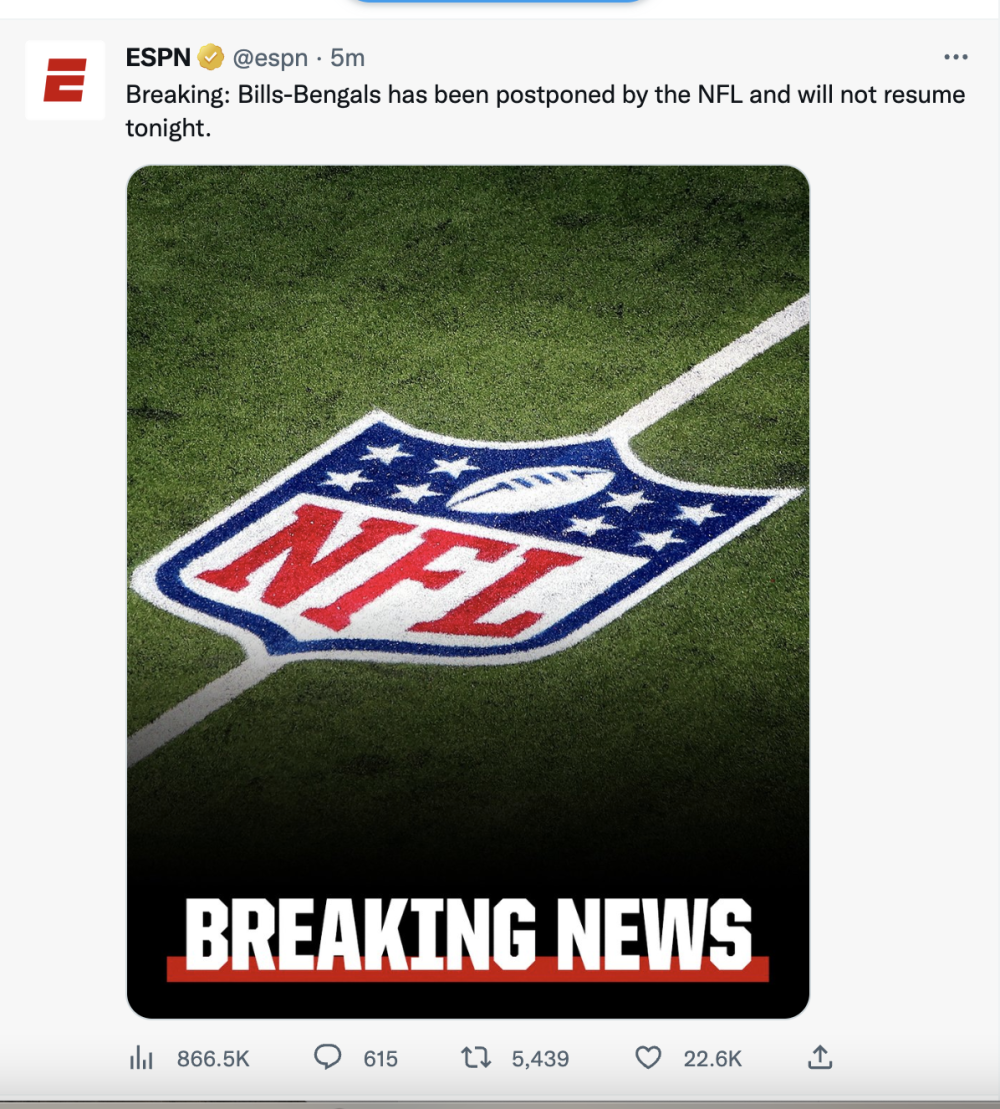 ESPN @espn · 5m
Breaking: Bills-Bengals has been postponed by the NFL and will not resume
tonight.
NFL
BREAKING NEWS
866.5K 615 5,439 22.6K